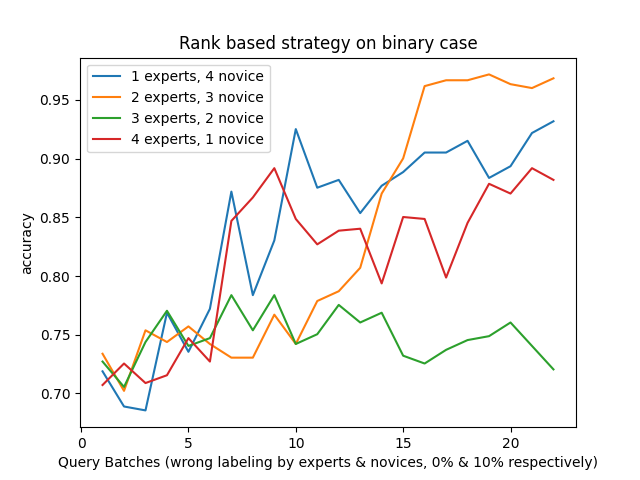 Rank based strategy on binary case
1 experts, 4 novice
2 experts, 3 novice
3 experts, 2 novice
4 experts, 1 novice
accuracy
0.95
0.90
0.85
0.80
0.75
0.70
0 5 10 15 20
Query Batches (wrong labeling by experts & novices, 0% & 10% respectively)